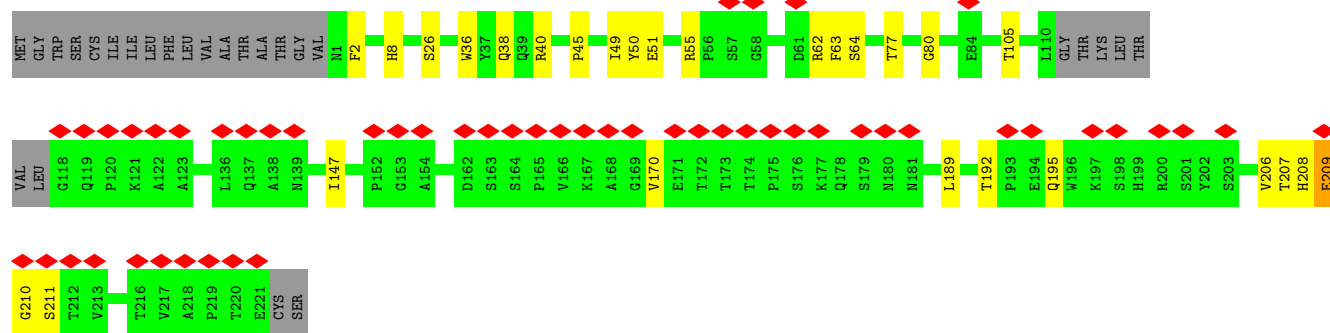 MET GLY TRP SER CYS ILE ILE LEU PHE LEU VAL ALA THR ALA THR GLY VAL N1 F2 H8 S26 W36 Y37 Q38 Q39 R40 P45 I49 Y50 E51 R55 P56 S57 G58 D61 R62 F63 S64 T77 G80 E84 T105 L110 GLY THR LYS LEU THR
VAL LEU G118 Q119 P120 K121 A122 A123 L136 Q137 A138 N139 I147 P152 G153 A154 D162 S163 S164 P165 V166 K167 A168 G169 V170 E171 T172 T173 T174 P175 S176 K177 Q178 S179 N180 N181 L189 T192 P193 E194 Q195 W196 K197 S198 H199 R200 S201 Y202 S203 V206 T207 H208 E209
G210 S211 T212 V213 T216 V217 A218 P219 T220 E221 CYS SER